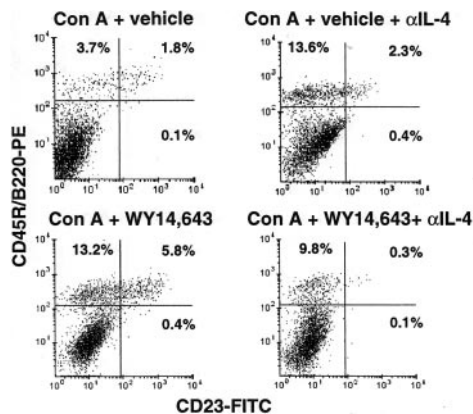 Con A + vehicle
Con A + vehicle + αIL-4
3.7% 1.8%
0.1%
13.6% 2.3%
0.4%
10⁴
10³
10²
10¹
10⁰ 10¹ 10² 10³ 10⁴
10⁴
10³
10²
10¹
10⁰ 10¹ 10² 10³ 10⁴
Con A + WY14,643
Con A + WY14,643+ αIL-4
13.2% 5.8%
0.4%
9.8% 0.3%
0.1%
10⁴
10³
10²
10¹
10⁰ 10¹ 10² 10³ 10⁴
10⁴
10³
10²
10¹
10⁰ 10¹ 10² 10³ 10⁴
CD45R/B220-PE
CD23-FITC